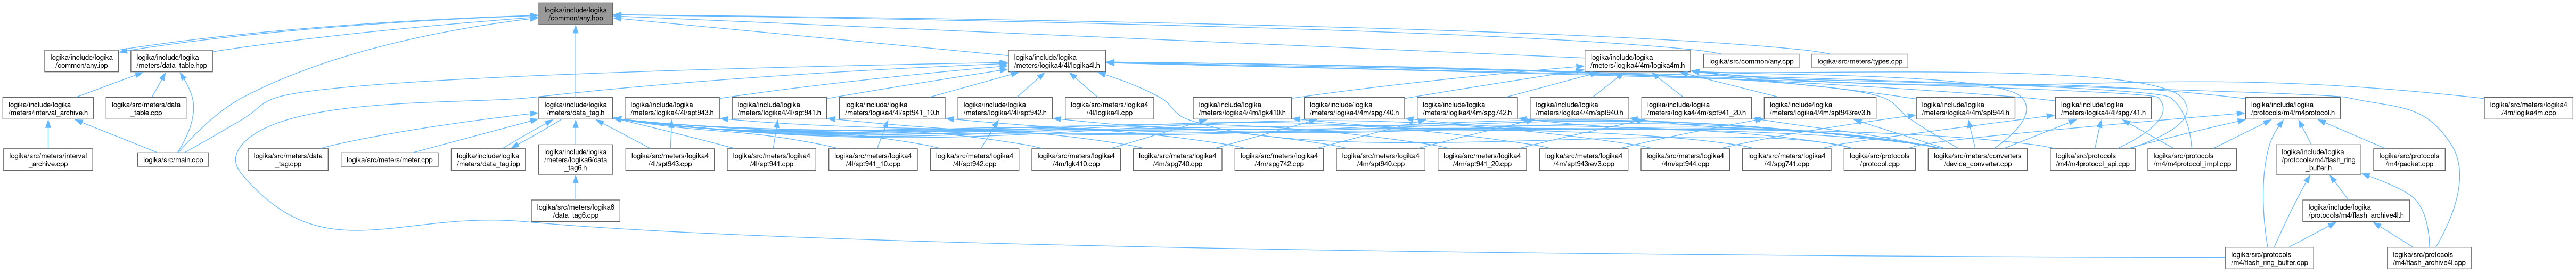 logika/include/logika
/common/any.hpp
logika/include/logika
/common/any.ipp
logika/include/logika
/meters/data_table.hpp
logika/include/logika
/meters/logika4/4l/logika4l.h
logika/include/logika
/meters/logika4/4m/logika4m.h
logika/src/common/any.cpp
logika/src/meters/types.cpp
logika/include/logika
/meters/interval_archive.h
logika/src/meters/data
_table.cpp
logika/include/logika
/meters/data_tag.h
logika/include/logika
/meters/logika4/4l/spt943.h
logika/include/logika
/meters/logika4/4l/spt941.h
logika/include/logika
/meters/logika4/4l/spt941_10.h
logika/include/logika
/meters/logika4/4l/spt942.h
logika/src/meters/logika4
/4l/logika4l.cpp
logika/include/logika
/meters/logika4/4m/lgk410.h
logika/include/logika
/meters/logika4/4m/spg740.h
logika/include/logika
/meters/logika4/4m/spg742.h
logika/include/logika
/meters/logika4/4m/spt940.h
logika/include/logika
/meters/logika4/4m/spt941_20.h
logika/include/logika
/meters/logika4/4m/spt943rev3.h
logika/include/logika
/meters/logika4/4m/spt944.h
logika/include/logika
/meters/logika4/4l/spg741.h
logika/include/logika
/protocols/m4/m4protocol.h
logika/src/meters/logika4
/4m/logika4m.cpp
logika/src/meters/interval
_archive.cpp
logika/src/main.cpp
logika/src/meters/data
_tag.cpp
logika/src/meters/meter.cpp
logika/include/logika
/meters/data_tag.ipp
logika/include/logika
/meters/logika6/data
_tag6.h
logika/src/meters/logika4
/4l/spt943.cpp
logika/src/meters/logika4
/4l/spt941.cpp
logika/src/meters/logika4
/4l/spt941_10.cpp
logika/src/meters/logika4
/4l/spt942.cpp
logika/src/meters/logika4
/4m/lgk410.cpp
logika/src/meters/logika4
/4m/spg740.cpp
logika/src/meters/logika4
/4m/spg742.cpp
logika/src/meters/logika4
/4m/spt940.cpp
logika/src/meters/logika4
/4m/spt941_20.cpp
logika/src/meters/logika4
/4m/spt943rev3.cpp
logika/src/meters/logika4
/4m/spt944.cpp
logika/src/meters/logika4
/4l/spg741.cpp
logika/src/protocols
/protocol.cpp
logika/src/meters/converters
/device_converter.cpp
logika/src/protocols
/m4/m4protocol_api.cpp
logika/src/protocols
/m4/m4protocol_impl.cpp
logika/include/logika
/protocols/m4/flash_ring
_buffer.h
logika/src/protocols
/m4/packet.cpp
logika/src/meters/logika6
/data_tag6.cpp
logika/include/logika
/protocols/m4/flash_archive4l.h
logika/src/protocols
/m4/flash_ring_buffer.cpp
logika/src/protocols
/m4/flash_archive4l.cpp